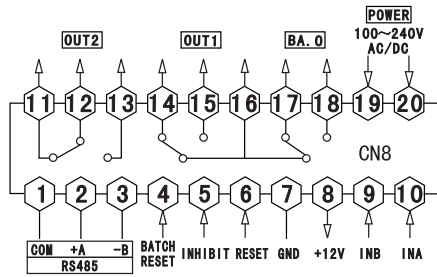 POWER
OUT2 OUT1 BA.O 100~240V
AC/DC
11 12 13 14 15 16 17 18 19 20
CN8
1 2 3 4 5 6 7 8 9 10
COM +A -B BATCH RESET INHIBIT RESET GND +12V INB INA
RS485